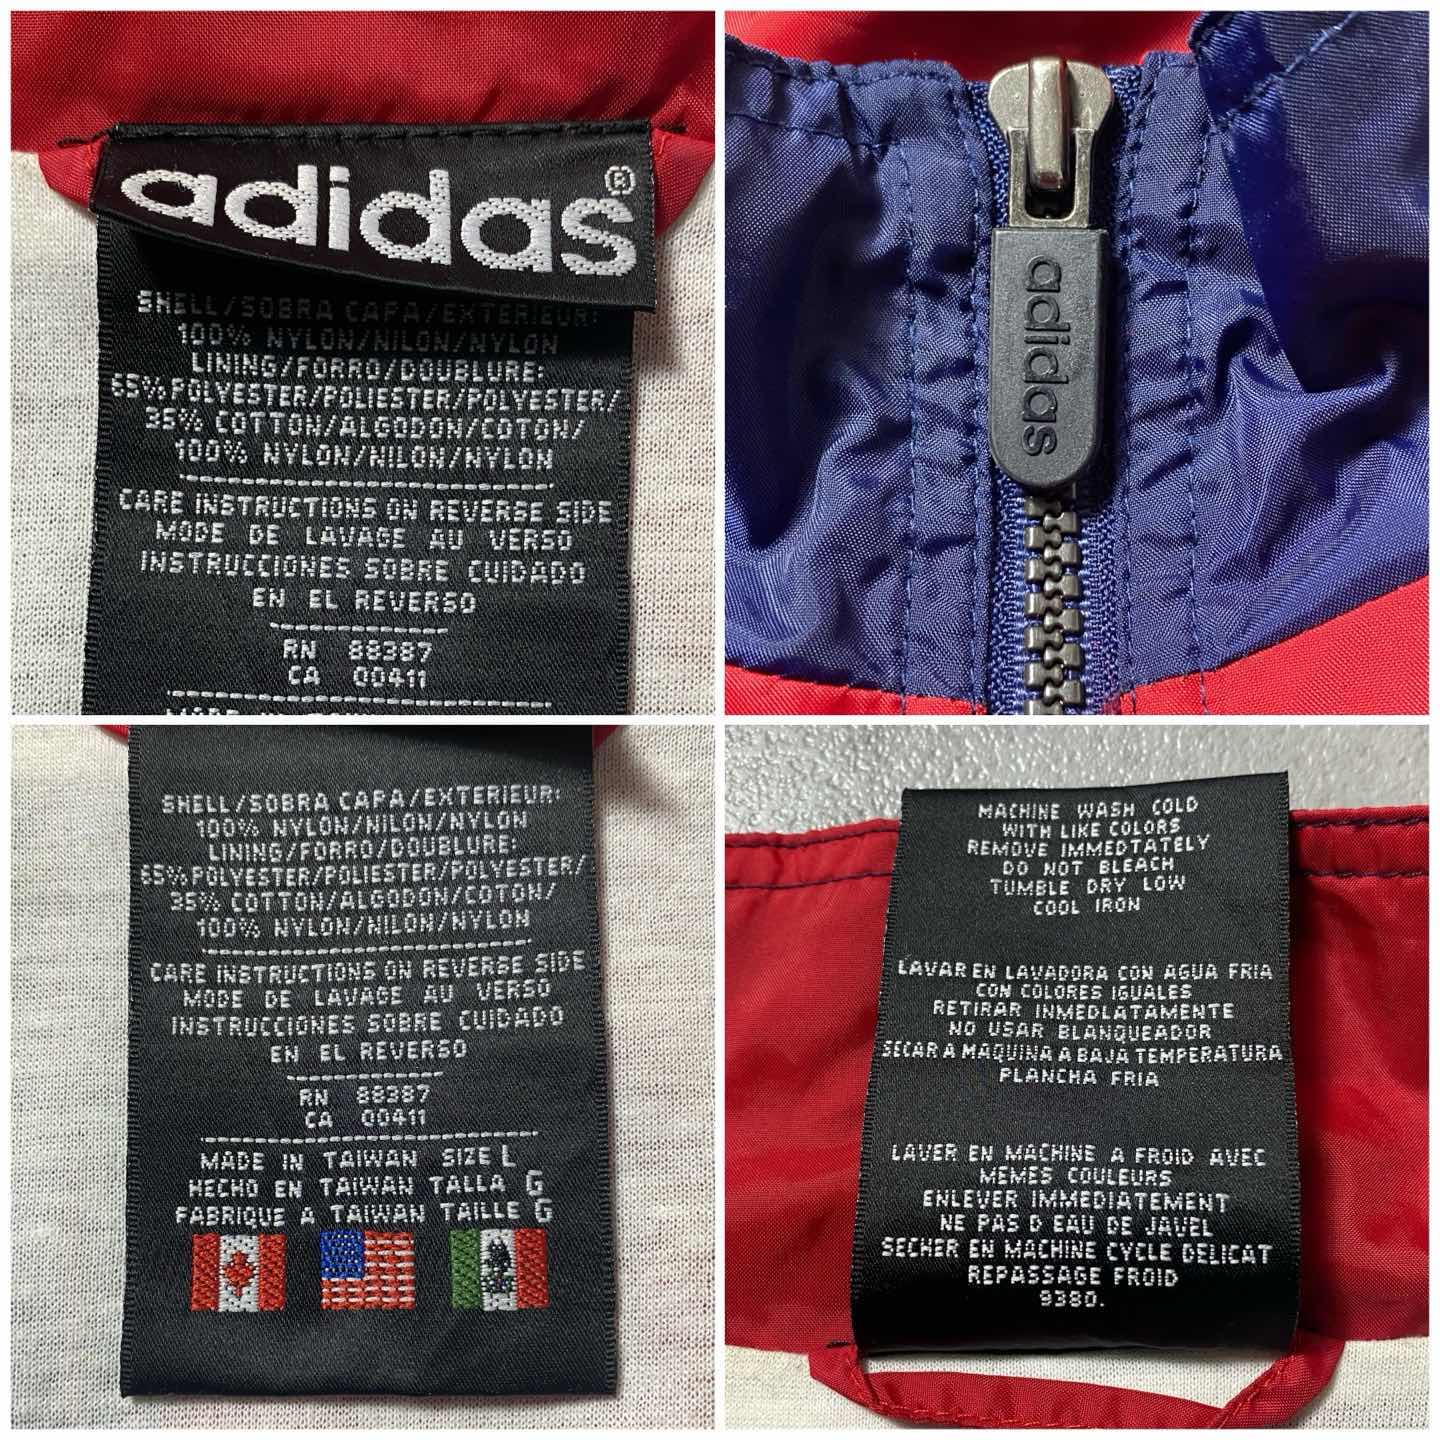 adidas®
SHELL/SOBRA CAPA/EXTERIEUR:
100% NYLON/NILON/NYLON
LINING/FORRO/DOUBLURE:
65% POLYESTER/POLIESTER/POLYESTER/
35% COTTON/ALGODON/COTON/
100% NYLON/NILON/NYLON
CARE INSTRUCTIONS ON REVERSE SIDE
MODE DE LAVAGE AU VERSO
INSTRUCCIONES SOBRE CUIDADO
EN EL REVERSO
RN 88387
CA 00411
adidas
SHELL/SOBRA CAPA/EXTERIEUR:
100% NYLON/NILON/NYLON
LINING/FORRO/DOUBLURE:
65% POLYESTER/POLIESTER/POLYESTER/
35% COTTON/ALGODON/COTON/
100% NYLON/NILON/NYLON
CARE INSTRUCTIONS ON REVERSE SIDE
MODE DE LAVAGE AU VERSO
INSTRUCCIONES SOBRE CUIDADO
EN EL REVERSO
RN 88387
CA 00411
MADE IN TAIWAN SIZE L
HECHO EN TAIWAN TALLA G
FABRIQUE A TAIWAN TAILLE G
MACHINE WASH COLD
WITH LIKE COLORS
REMOVE IMMEDTATELY
DO NOT BLEACH
TUMBLE DRY LOW
COOL IRON
LAVAR EN LAVADORA CON AGUA FRIA
CON COLORES IGUALES
RETIRAR INMEDLATAMENTE
NO USAR BLANQUEADOR
SECAR A MAQUINA A BAJA TEMPERATURA
PLANCHA FRIA
LAVER EN MACHINE A FROID AVEC
MEMES COULEURS
ENLEVER IMMEDIATEMENT
NE PAS D EAU DE JAVEL
SECHER EN MACHINE CYCLE DELICAT
REPASSAGE FROID
9380.